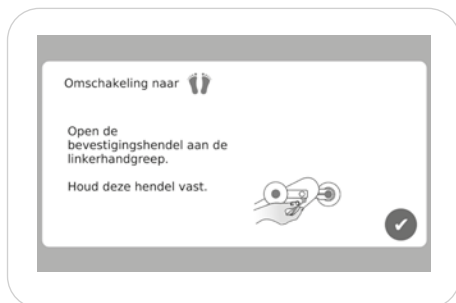 Omschakeling naar
Open de
bevestigingshendel aan de
linkerhandgreep.
Houd deze hendel vast.